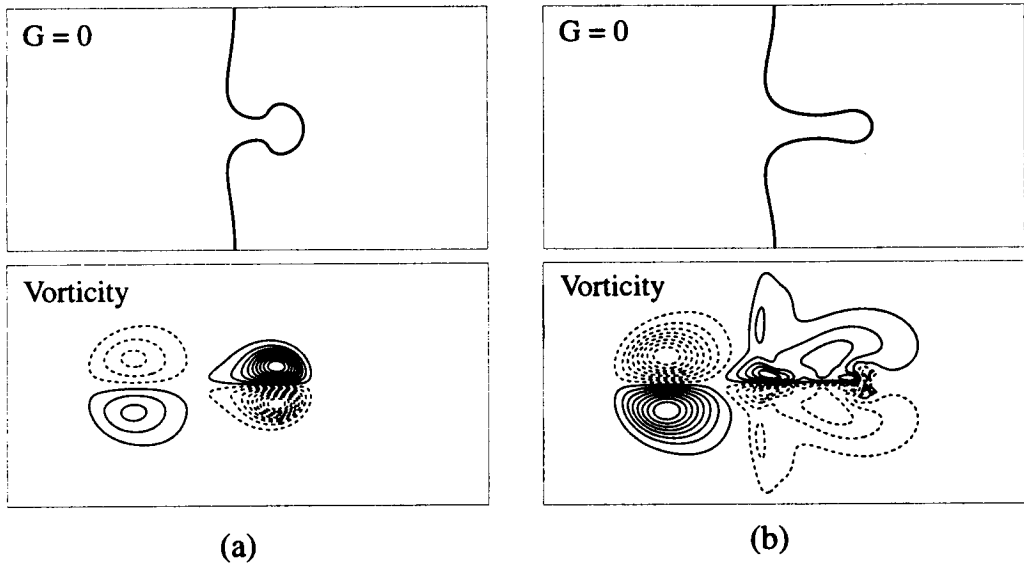 G = 0
G = 0
Vorticity
Vorticity
(a)
(b)